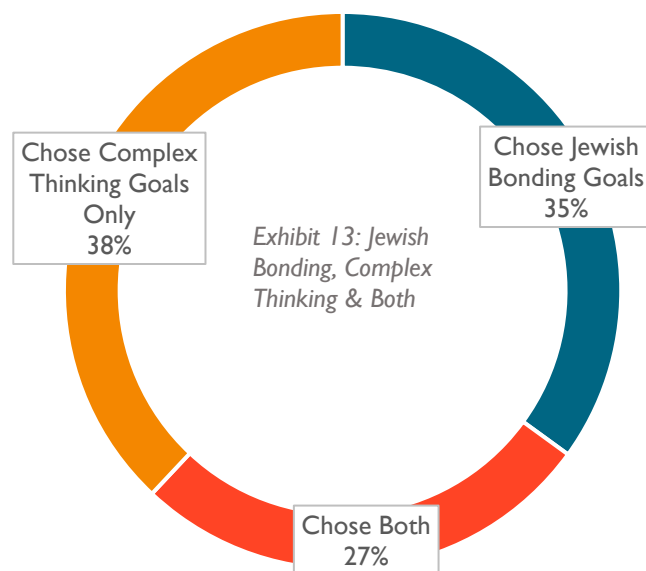 Chose Complex
Thinking Goals
Only
38%
Chose Jewish
Bonding Goals
35%
Exhibit 13: Jewish
Bonding, Complex
Thinking & Both
Chose Both
27%